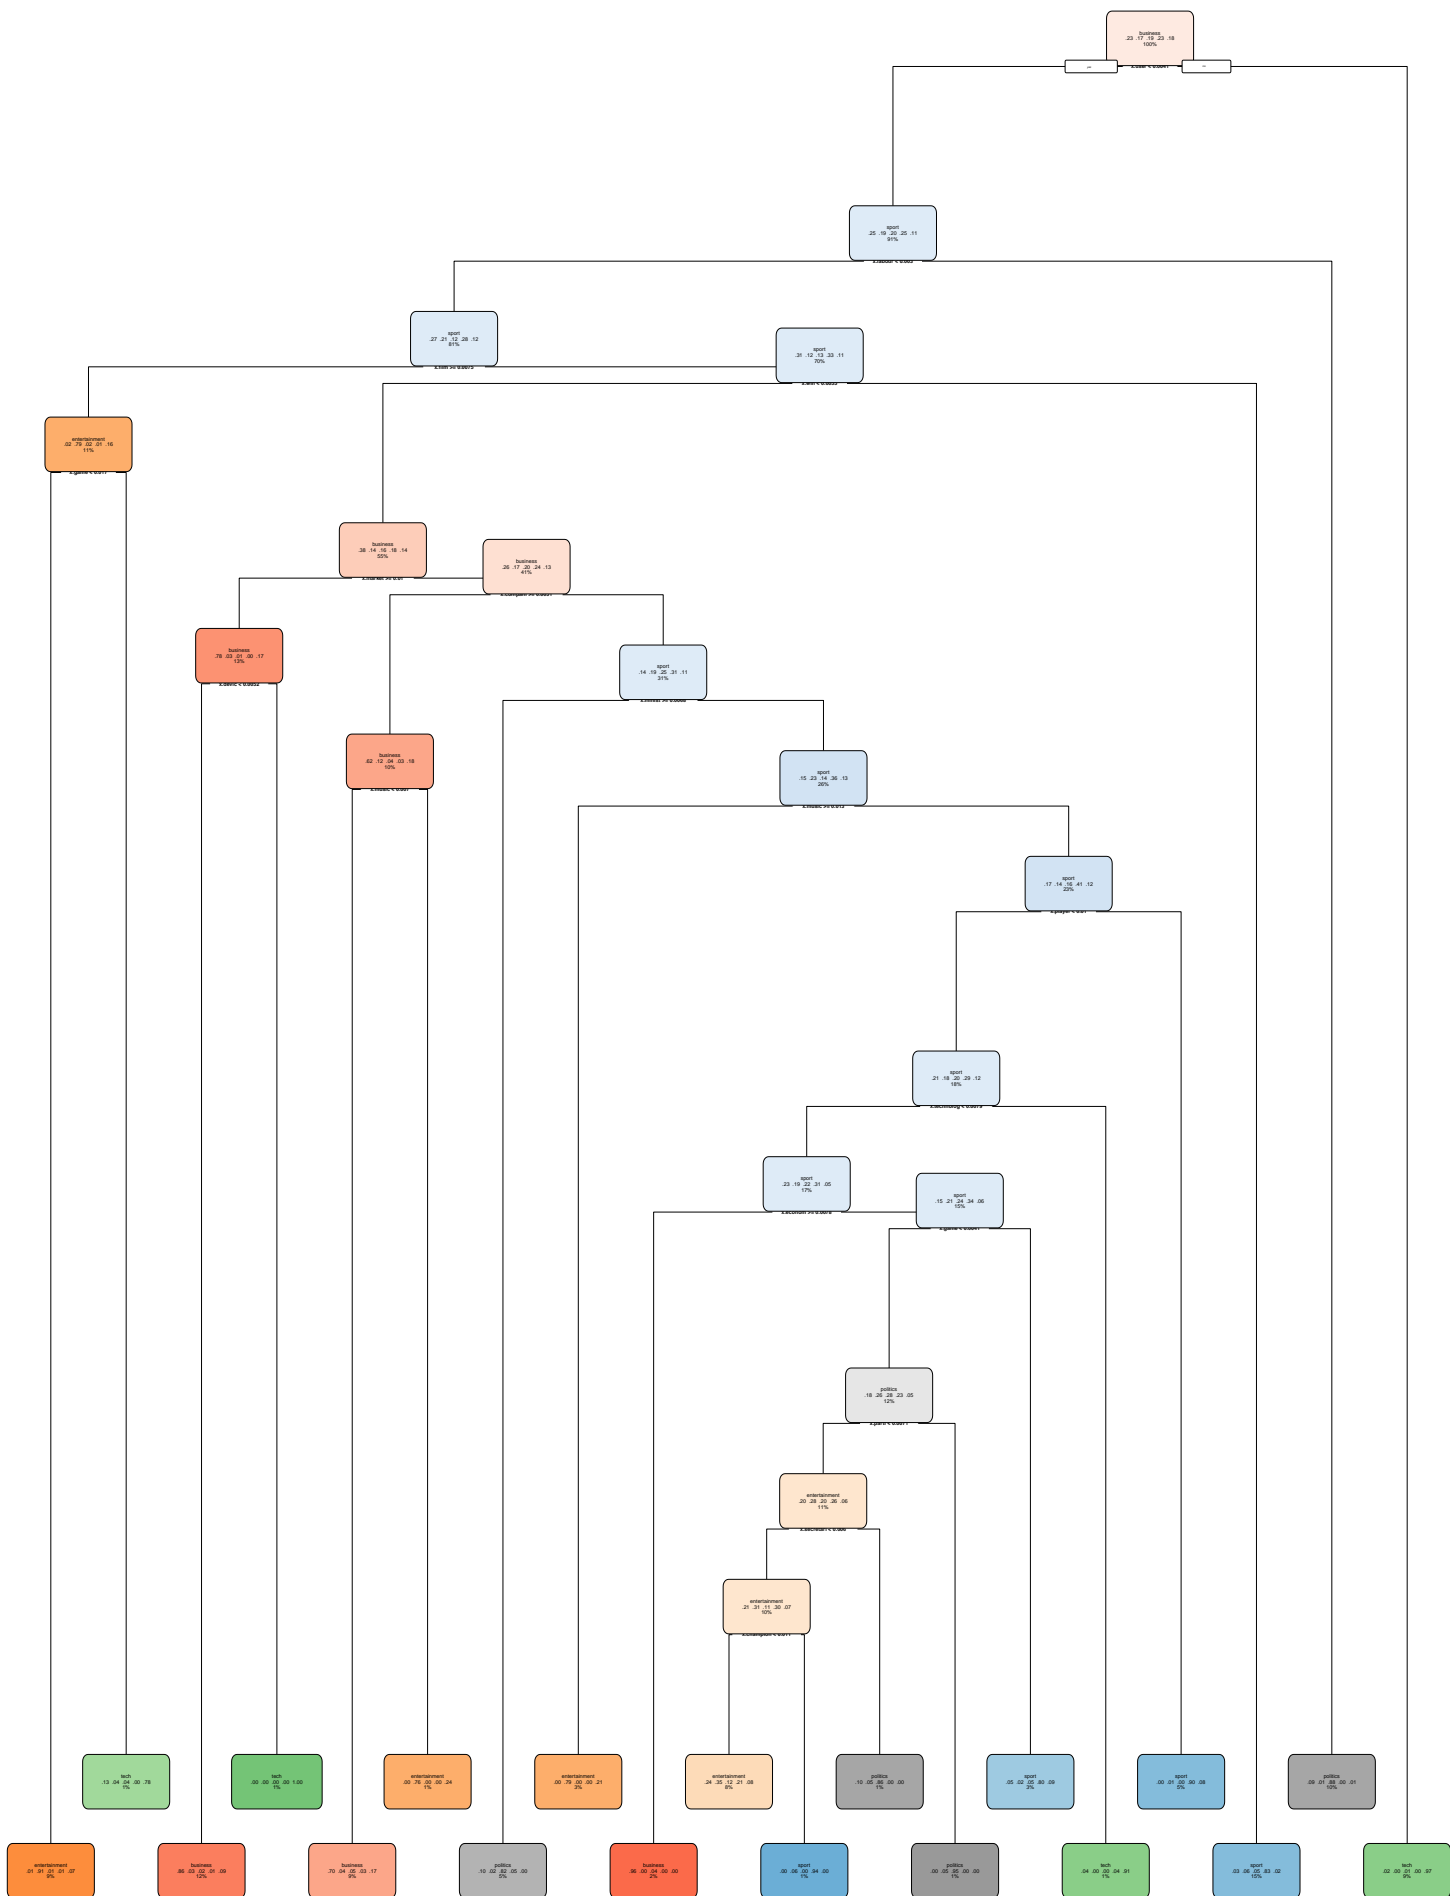 business
.23 .17 .19 .23 .18
100%
sport
.25 .19 .20 .25 .11
91%
sport
.27 .21 .12 .28 .12
81%
sport
.31 .12 .13 .33 .11
70%
entertainment
.02 .79 .02 .01 .16
11%
business
.38 .14 .16 .18 .14
55%
business
.26 .17 .20 .24 .13
41%
business
.78 .03 .01 .00 .17
13%
sport
.14 .19 .25 .31 .11
31%
business
.62 .12 .04 .03 .18
10%
sport
.15 .23 .14 .36 .13
26%
sport
.17 .14 .16 .41 .12
23%
sport
.21 .18 .20 .29 .12
18%
sport
.23 .19 .22 .31 .05
17%
sport
.15 .21 .24 .34 .06
15%
politics
.18 .26 .28 .23 .05
12%
entertainment
.20 .28 .20 .26 .06
11%
entertainment
.21 .31 .11 .30 .07
10%
tech
.13 .04 .04 .00 .78
1%
tech
.00 .00 .00 .00 1.00
1%
entertainment
.00 .76 .00 .00 .24
1%
entertainment
.00 .79 .00 .00 .21
3%
entertainment
.24 .35 .12 .21 .08
8%
politics
.10 .05 .86 .00 .00
1%
sport
.05 .02 .05 .80 .09
3%
sport
.00 .01 .00 .90 .08
5%
politics
.09 .01 .88 .00 .01
10%
entertainment
.01 .91 .01 .01 .07
9%
business
.86 .03 .02 .01 .09
12%
business
.70 .04 .05 .03 .17
9%
politics
.10 .02 .82 .05 .00
5%
business
.96 .00 .04 .00 .00
2%
sport
.00 .06 .00 .94 .00
1%
politics
.00 .05 .95 .00 .00
1%
tech
.04 .00 .00 .04 .91
1%
sport
.03 .06 .05 .83 .02
15%
tech
.02 .00 .01 .00 .97
9%